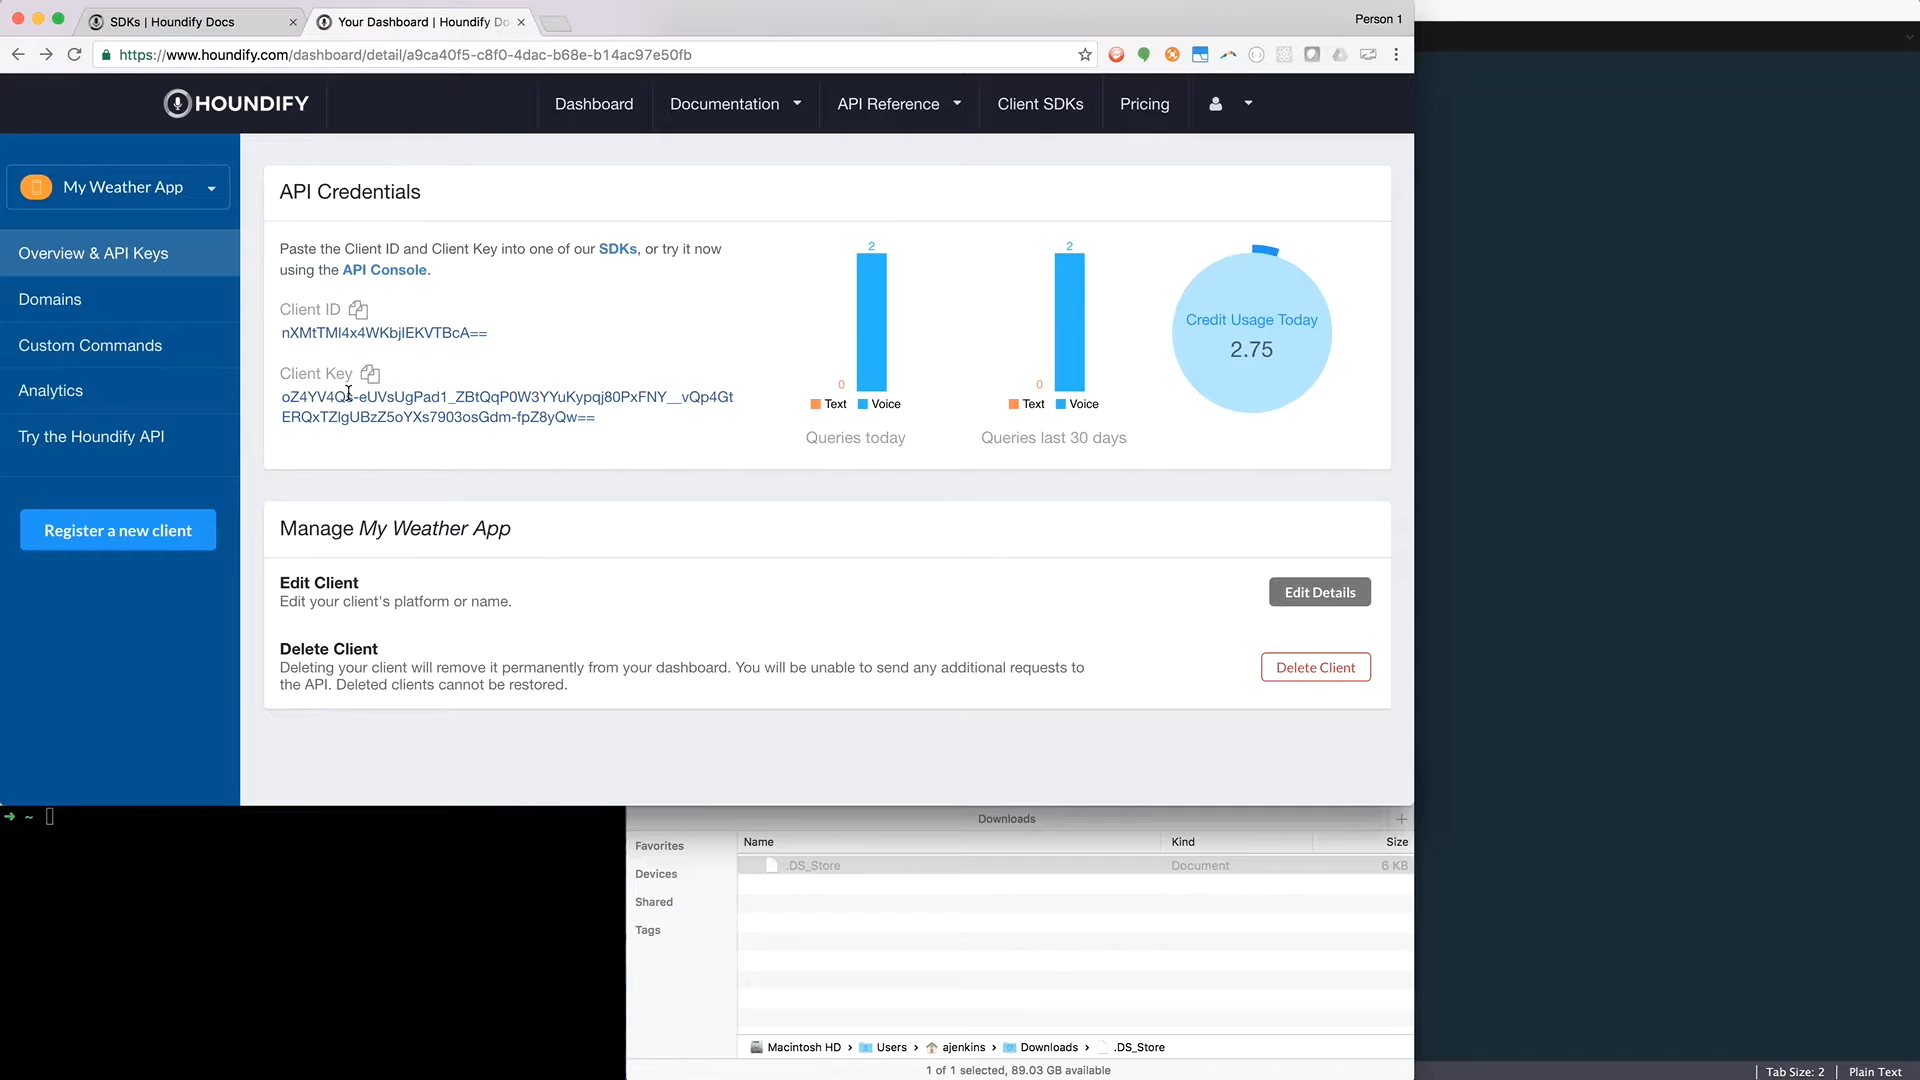 SDKs | Houndify Docs
Your Dashboard | Houndify Do
Person 1
https://www.houndify.com/dashboard/detail/a9ca40f5-c8f0-4dac-b68e-b14ac97e50fb
HOUNDIFY
Dashboard
Documentation
API Reference
Client SDKs
Pricing
My Weather App
Overview & API Keys
Domains
Custom Commands
Analytics
Try the Houndify API
Register a new client
API Credentials
Paste the Client ID and Client Key into one of our SDKs, or try it now
using the API Console.
Client ID
nXMtTMl4x4WKbjlEKVTBcA==
Client Key
oZ4YV4Qs-eUVsUgPad1_ZBtQqP0W3YYuKypqj80PxFNY__vQp4Gt
ERQxTZlgUBzZ5oYXs7903osGdm-fpZ8yQw==
2
0
Text
Voice
Queries today
2
0
Text
Voice
Queries last 30 days
Credit Usage Today
2.75
Manage My Weather App
Edit Client
Edit your client's platform or name.
Edit Details
Delete Client
Deleting your client will remove it permanently from your dashboard. You will be unable to send any additional requests to
the API. Deleted clients cannot be restored.
Delete Client
~
Downloads
Favorites
Devices
Shared
Tags
Name
Kind
Size
.DS_Store
Document
6 KB
Macintosh HD › Users › ajenkins › Downloads › .DS_Store
1 of 1 selected, 89.03 GB available
Tab Size: 2
Plain Text